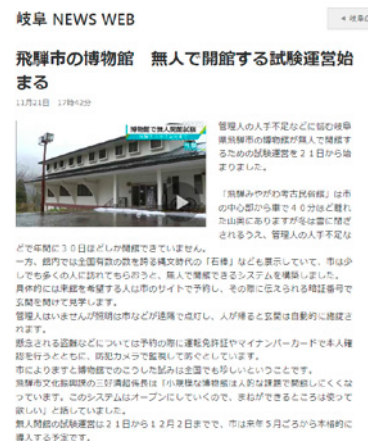 岐阜 NEWS WEB
飛騨市の博物館　無人で開館する試験運営始
まる
11月21日　17時42分
博物館で無人開館試験
管理人の人手不足などに悩む岐阜
県飛騨市の博物館が無人で開館す
るための試験運営を２１日から始
まりました。
「飛騨みやがわ考古民俗館」は市
の中心部から車で４０分ほど離れ
た山奥にありますが冬は雪に閉ざ
されるうえ、管理人の人手不足な
どで年間に３０日ほどしか開館できていません。
一方、館内では全国有数の数を誇る縄文時代の「石棒」なども展示していて、市は少
しでも多くの人に訪れてもらおうと、無人で開館できるシステムを構築しました。
具体的には来館を希望する人は市のサイトで予約し、その際に伝えられる暗証番号で
玄関を開けて見学します。
管理人はいませんが照明は市などが遠隔で点灯し、人が帰ると玄関は自動的に施錠さ
れます。
懸念される盗難などについては予約の際に運転免許証やマイナンバーカードで本人確
認を行うとともに、防犯カメラで監視して防ぐとしています。
市によりますと博物館でのこうした試みは全国でも珍しいということです。
飛騨市文化振興課の三好清超係長は「小規模な博物館は人的な課題で開館しにくくな
っています。このシステムはオープンにしていくので、まねができるところは使って
欲しい」と話していました。
無人開館の試験運営は２１日から１２月２日までで、市は来年５月ごろから本格的に
導入する予定です。